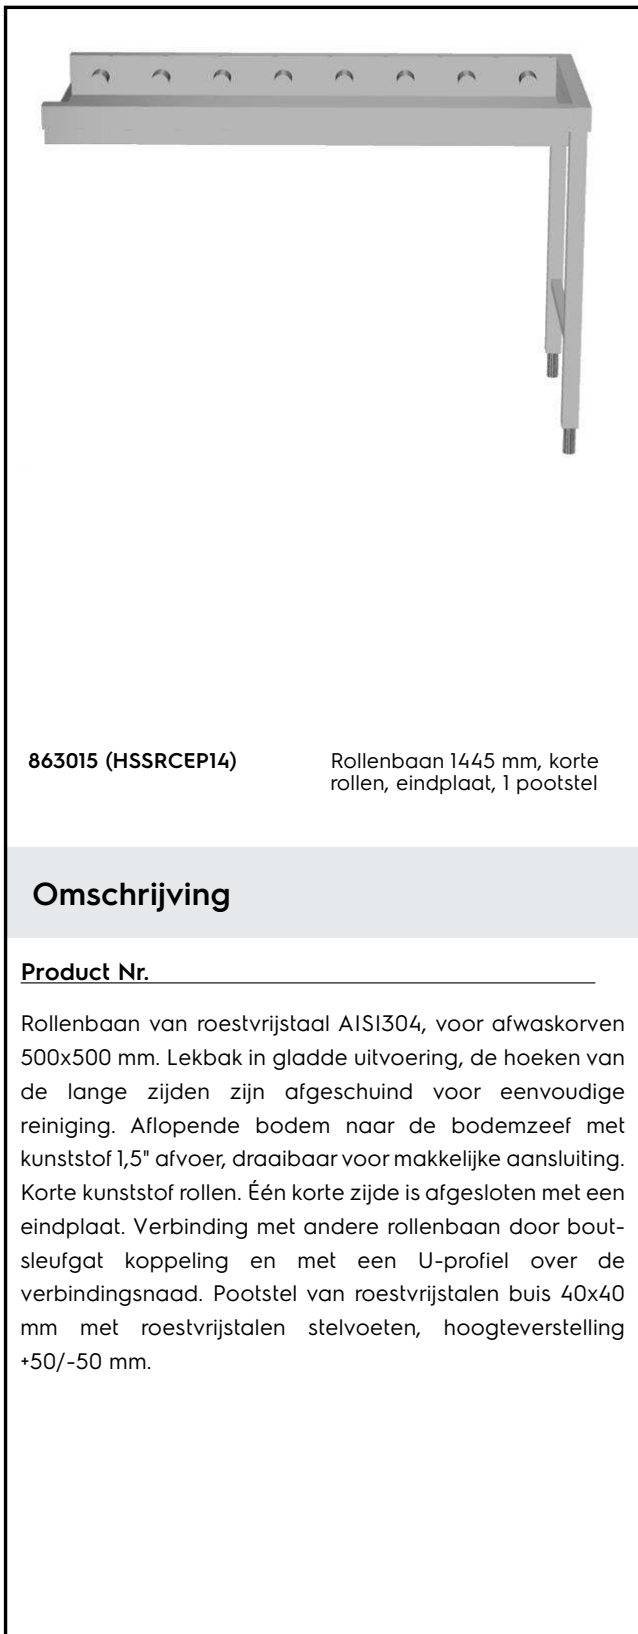 863015 (HSSRCEP14)
Rollenbaan 1445 mm, korte
rollen, eindplaat, 1 pootstel
Omschrijving
Product Nr.
Rollenbaan van roestvrijstaal AISI304, voor afwaskorven
500x500 mm. Lekbak in gladde uitvoering, de hoeken van
de lange zijden zijn afgeschuind voor eenvoudige
reiniging. Aflopende bodem naar de bodemzeef met
kunststof 1,5" afvoer, draaibaar voor makkelijke aansluiting.
Korte kunststof rollen. Één korte zijde is afgesloten met een
eindplaat. Verbinding met andere rollenbaan door bout-
sleufgat koppeling en met een U-profiel over de
verbindingsnaad. Pootstel van roestvrijstalen buis 40x40
mm met roestvrijstalen stelvoeten, hoogteverstelling
+50/-50 mm.